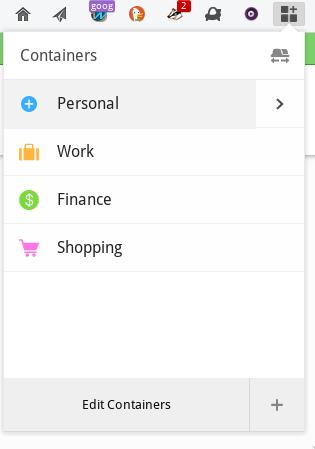 goog
2
Containers
Personal
Work
Finance
Shopping
Edit Containers